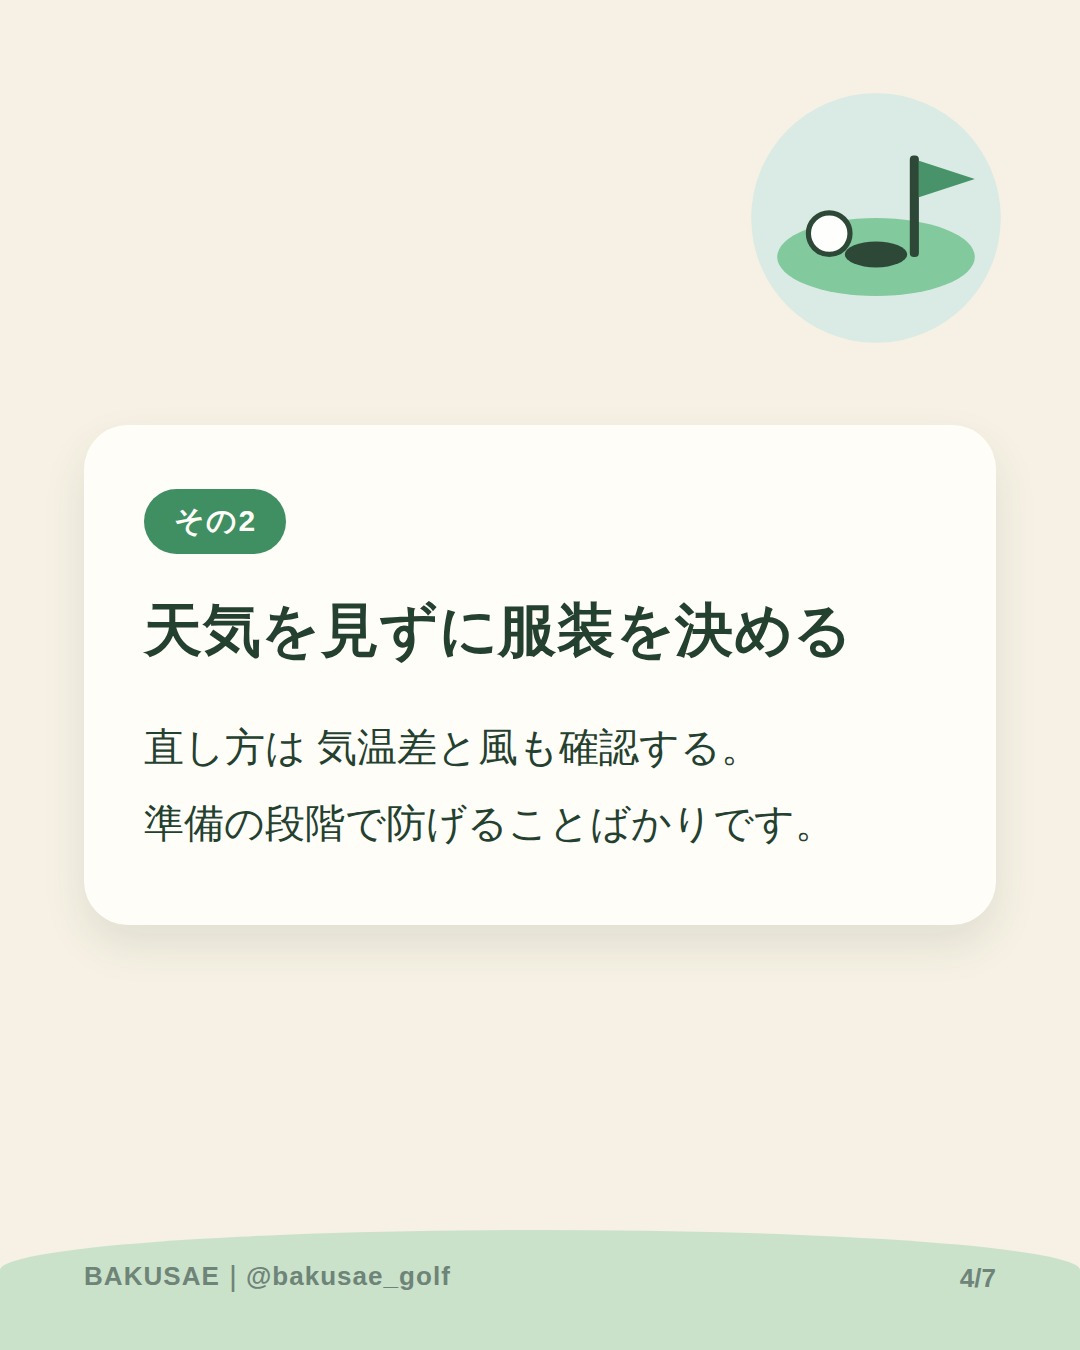 その2
天気を見ずに服装を決める
直し方は 気温差と風も確認する。
準備の段階で防げることばかりです。
BAKUSAE | @bakusae_golf
4/7